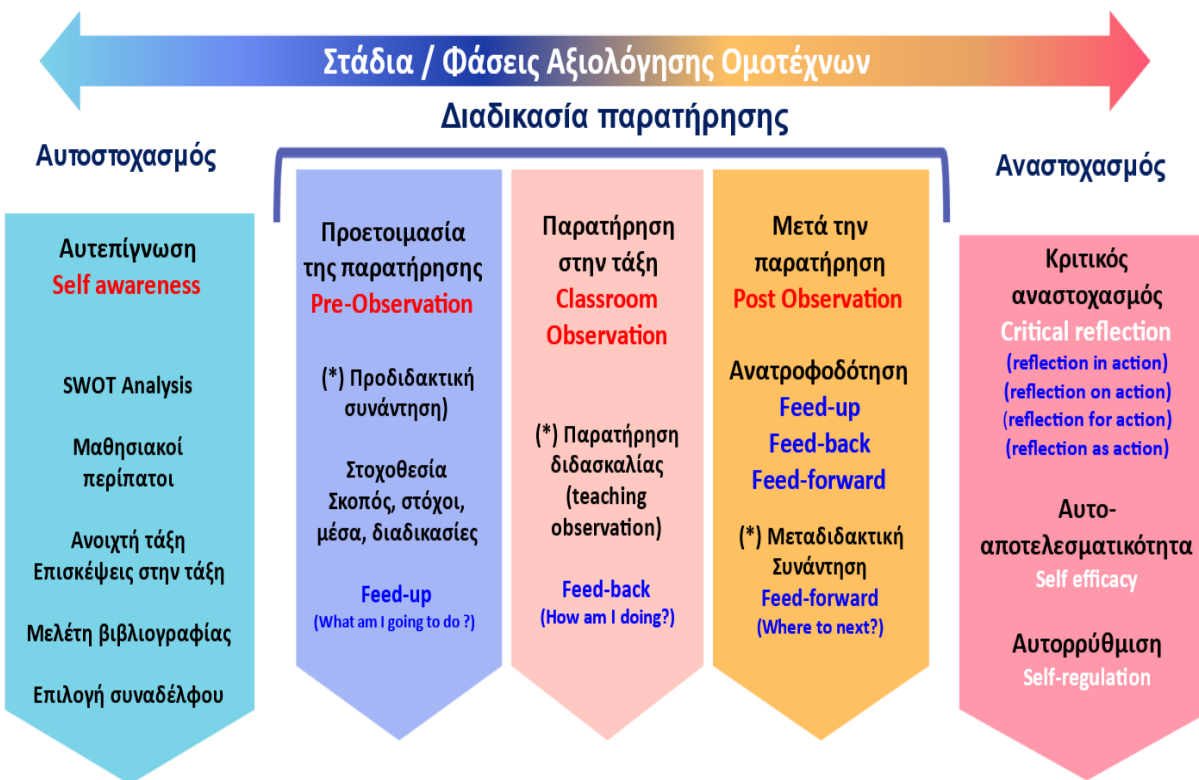 Στάδια / Φάσεις Αξιολόγησης Ομοτέχνων
Διαδικασία παρατήρησης
Αυτοστοχασμός
Αυτεπίγνωση
Self awareness
SWOT Analysis
Μαθησιακοί
περίπατοι
Ανοιχτή τάξη
Επισκέψεις στην τάξη
Μελέτη βιβλιογραφίας
Επιλογή συναδέλφου
Προετοιμασία
της παρατήρησης
Pre-Observation
(*) Προδιδακτική
συνάντηση)
Στοχοθεσία
Σκοπός, στόχοι,
μέσα, διαδικασίες
Feed-up
(What am I going to do ?)
Παρατήρηση
στην τάξη
Classroom
Observation
(*) Παρατήρηση
διδασκαλίας
(teaching
observation)
Feed-back
(How am I doing?)
Μετά την
παρατήρηση
Post Observation
Ανατροφοδότηση
Feed-up
Feed-back
Feed-forward
(*) Μεταδιδακτική
Συνάντηση
Feed-forward
(Where to next?)
Αναστοχασμός
Κριτικός
αναστοχασμός
Critical reflection
(reflection in action)
(reflection on action)
(reflection for action)
(reflection as action)
Αυτο-
αποτελεσματικότητα
Self efficacy
Αυτορρύθμιση
Self-regulation